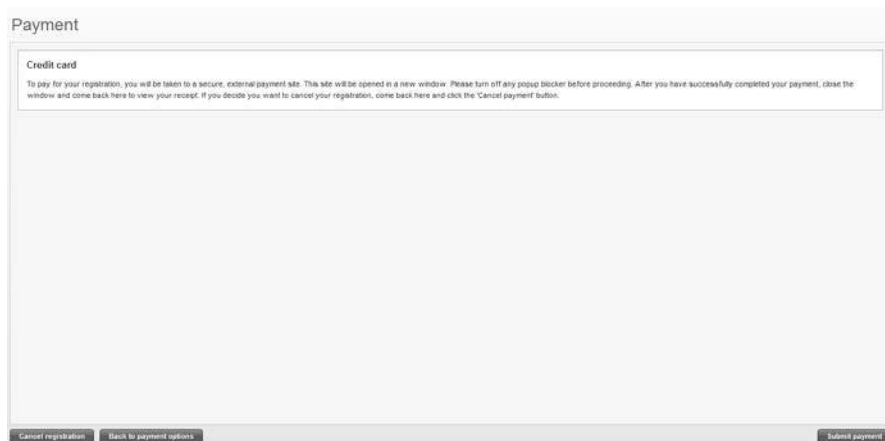 Payment
Credit card
To pay for your registration, you will be taken to a secure, external payment site. This site will be opened in a new window. Please turn off any popup blocker before proceeding. After you have successfully completed your payment, close the
window and come back here to view your receipt. If you decide you want to cancel your registration, come back here and click the 'Cancel payment' button.
Cancel registration Back to payment options Submit payment